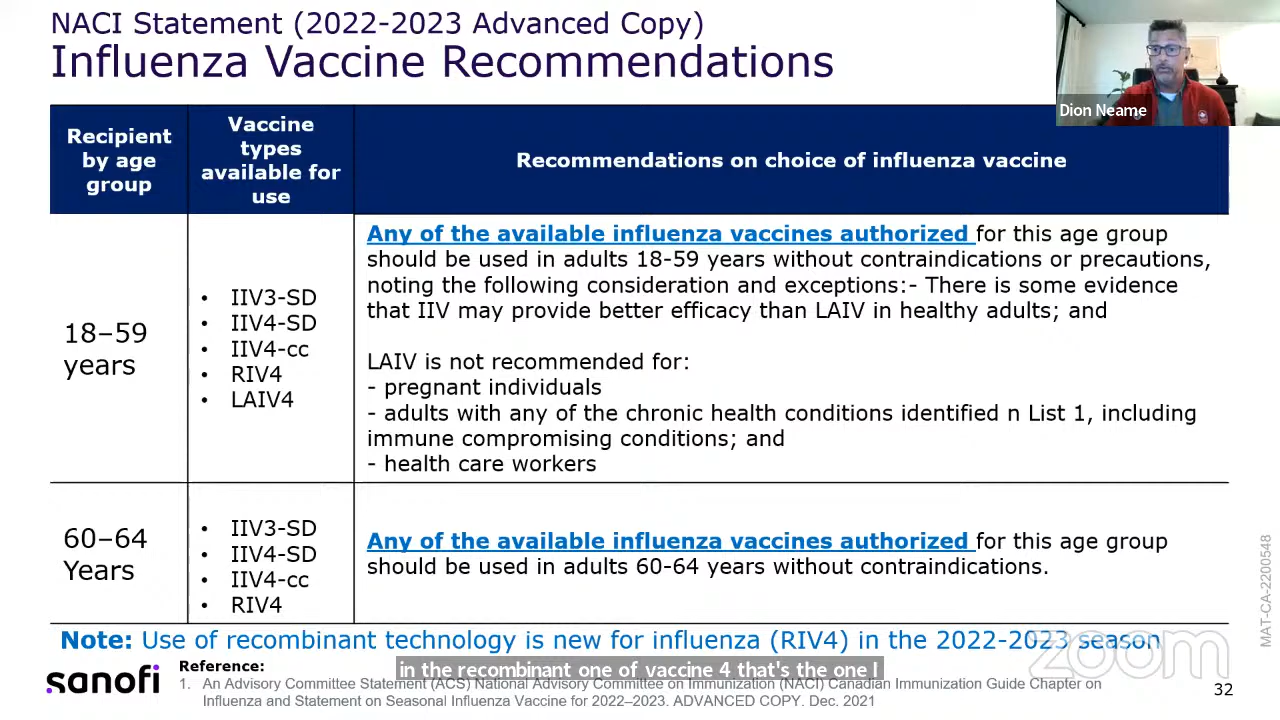 NACI Statement (2022-2023 Advanced Copy)
Influenza Vaccine Recommendations
Dion Neame
Recipient
by age
group
Vaccine
types
available for
use
Recommendations on choice of influenza vaccine
18–59
years
• IIV3-SD
• IIV4-SD
• IIV4-cc
• RIV4
• LAIV4
Any of the available influenza vaccines authorized for this age group
should be used in adults 18-59 years without contraindications or precautions,
noting the following consideration and exceptions:- There is some evidence
that IIV may provide better efficacy than LAIV in healthy adults; and
LAIV is not recommended for:
- pregnant individuals
- adults with any of the chronic health conditions identified n List 1, including
immune compromising conditions; and
- health care workers
60–64
Years
• IIV3-SD
• IIV4-SD
• IIV4-cc
• RIV4
Any of the available influenza vaccines authorized for this age group
should be used in adults 60-64 years without contraindications.
Note: Use of recombinant technology is new for influenza (RIV4) in the 2022-2023 season
zoom
MAT-CA-2200548
sanofi
Reference:
in the recombinant one of vaccine 4 that's the one I
1. An Advisory Committee Statement (ACS) National Advisory Committee on Immunization (NACI) Canadian Immunization Guide Chapter on
Influenza and Statement on Seasonal Influenza Vaccine for 2022–2023. ADVANCED COPY. Dec. 2021
32